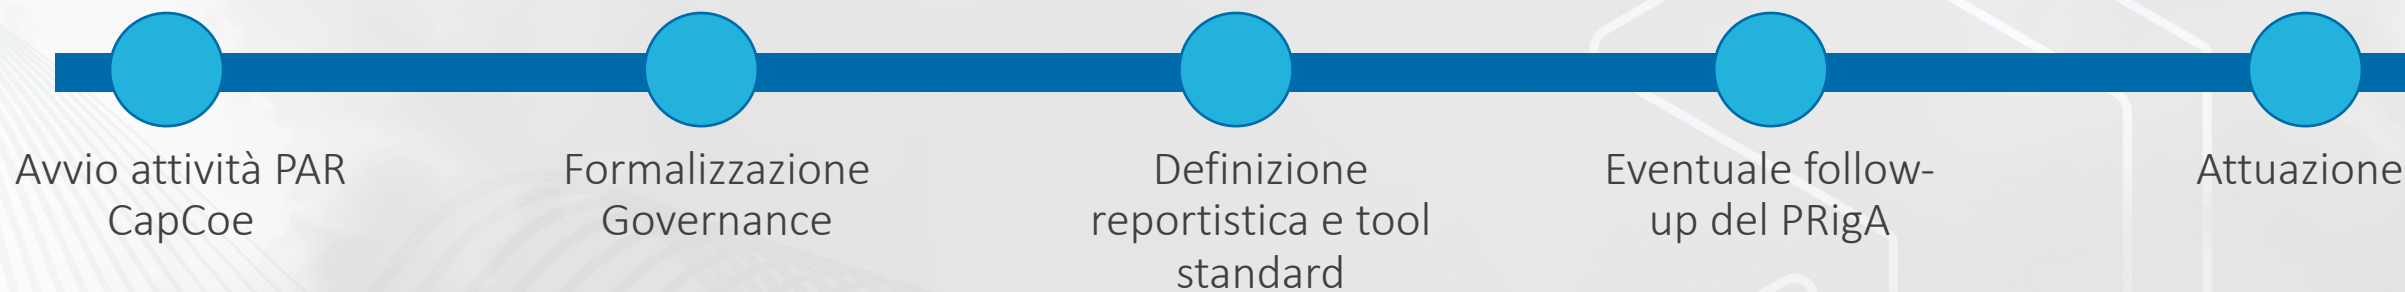 Avvio attività PAR
CapCoe
Formalizzazione
Governance
Definizione
reportistica e tool
standard
Eventuale follow-
up del PRigA
Attuazione